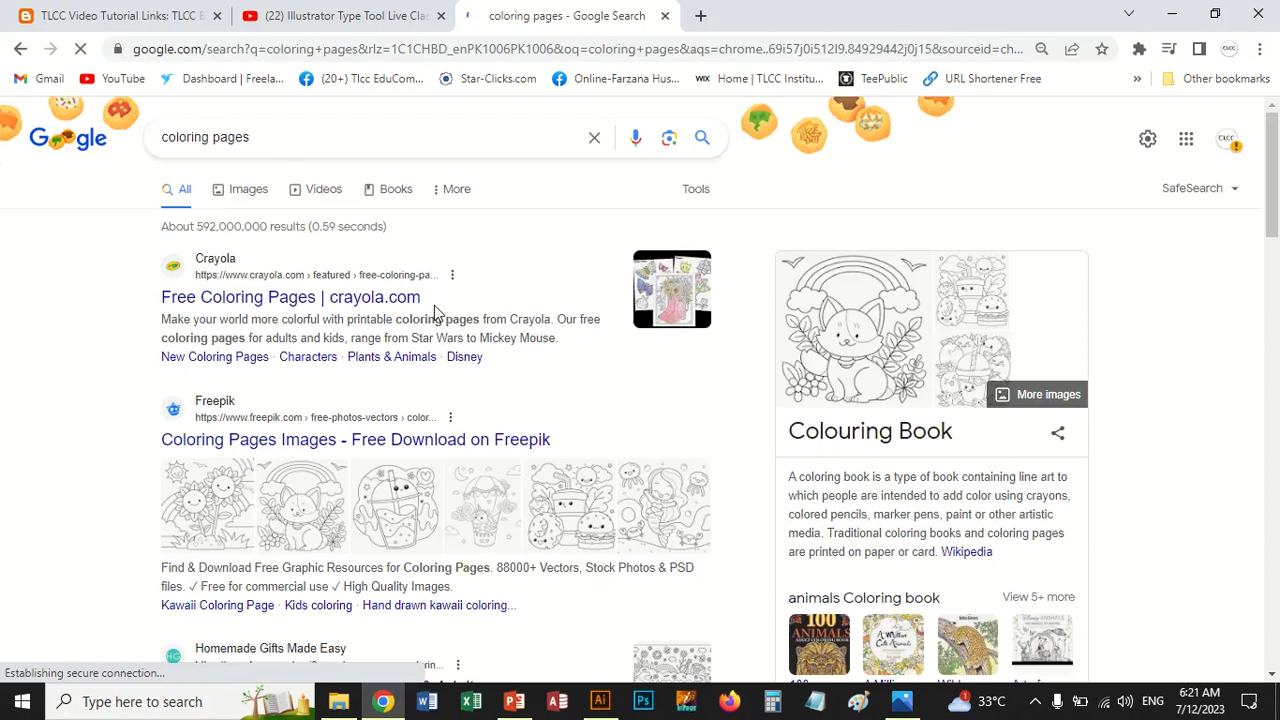 TLCC Video Tutorial Links: TLCC B
(22) Illustrator Type Tool Live Clas
coloring pages - Google Search
google.com/search?q=coloring+pages&rlz=1C1CHBD_enPK1006PK1006&oq=coloring+pages&aqs=chrome..69i57j0i512l9.84929442j0j15&sourceid=ch...
Gmail
YouTube
Dashboard | Freela...
(20+) Tlcc EduCom...
Star-Clicks.com
Online-Farzana Hus...
WIX
Home | TLCC Institu...
TeePublic
URL Shortener Free
»
Other bookmarks
Google
coloring pages
All
Images
Videos
Books
More
Tools
SafeSearch
About 592,000,000 results (0.59 seconds)
Crayola
https://www.crayola.com › featured › free-coloring-pa...
Free Coloring Pages | crayola.com
Make your world more colorful with printable coloring pages from Crayola. Our free
coloring pages for adults and kids, range from Star Wars to Mickey Mouse.
New Coloring Pages · Characters · Plants & Animals · Disney
Freepik
https://www.freepik.com › free-photos-vectors › color...
Coloring Pages Images - Free Download on Freepik
Find & Download Free Graphic Resources for Coloring Pages. 88000+ Vectors, Stock Photos & PSD
files. ✓ Free for commercial use ✓ High Quality Images.
Kawaii Coloring Page · Kids coloring · Hand drawn kawaii coloring...
Homemade Gifts Made Easy
More images
Colouring Book
A coloring book is a type of book containing line art to
which people are intended to add color using crayons,
colored pencils, marker pens, paint or other artistic
media. Traditional coloring books and coloring pages
are printed on paper or card. Wikipedia
animals Coloring book
View 5+ more
100
ANIMALS
Establishing secure connection...
Type here to search
33°C
ENG
6:21 AM
7/12/2023